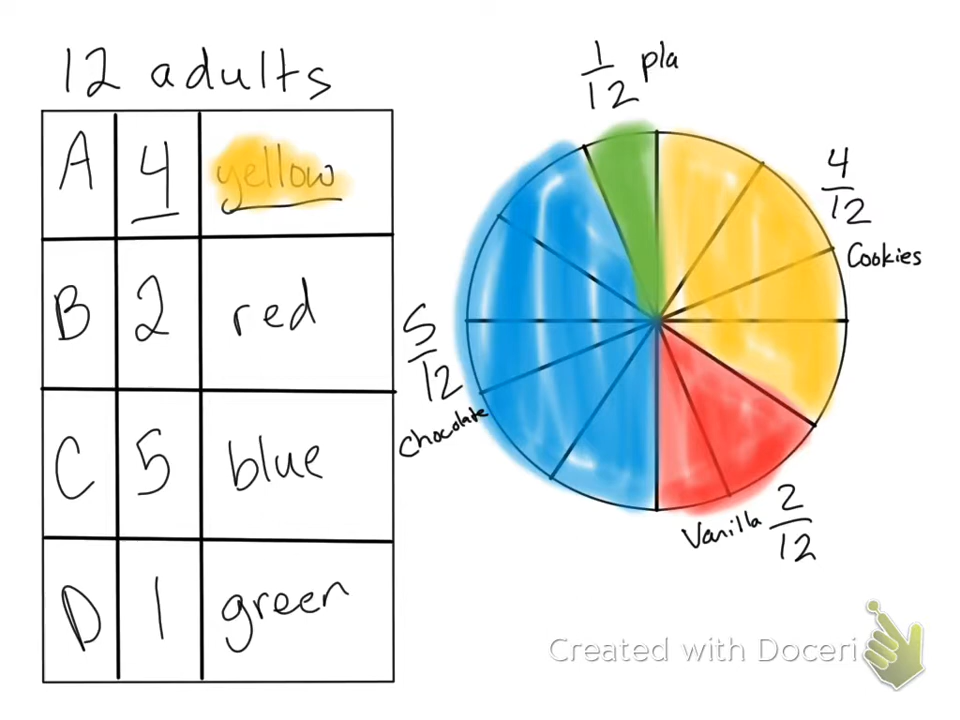 12 adults
A 4 yellow
B 2 red
C 5 blue
D 1 green
1/12 pla
4/12
Cookies
5/12
Chocolate
Vanilla 2/12
Created with Doceri